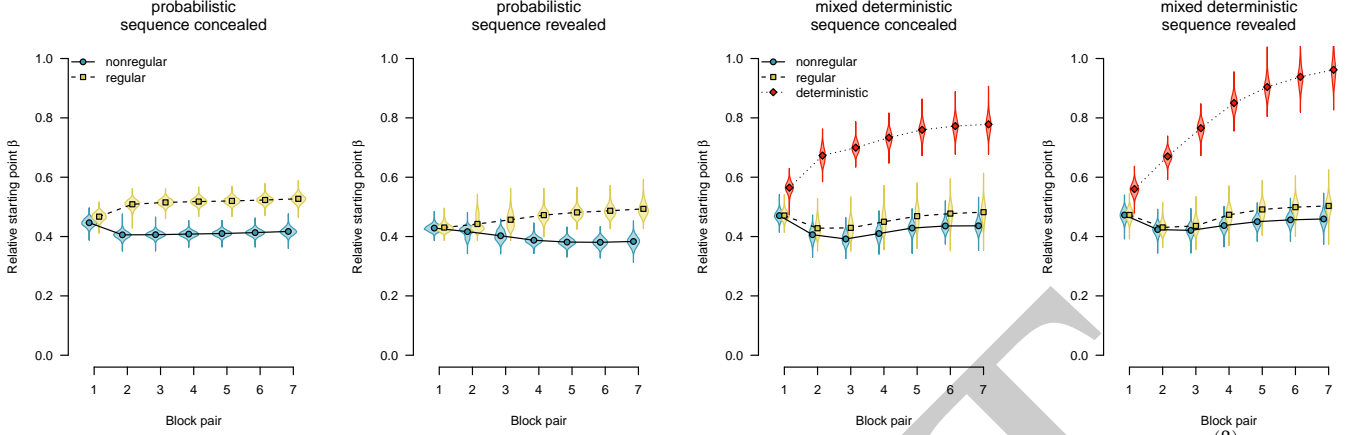 probabilistic
sequence concealed
Relative starting point β
1.0
0.8
0.6
0.4
0.2
0.0
nonregular
regular
1 2 3 4 5 6 7
Block pair
probabilistic
sequence revealed
Relative starting point β
1.0
0.8
0.6
0.4
0.2
0.0
1 2 3 4 5 6 7
Block pair
mixed deterministic
sequence concealed
Relative starting point β
1.0
0.8
0.6
0.4
0.2
0.0
nonregular
regular
deterministic
1 2 3 4 5 6 7
Block pair
mixed deterministic
sequence revealed
Relative starting point β
1.0
0.8
0.6
0.4
0.2
0.0
1 2 3 4 5 6 7
Block pair